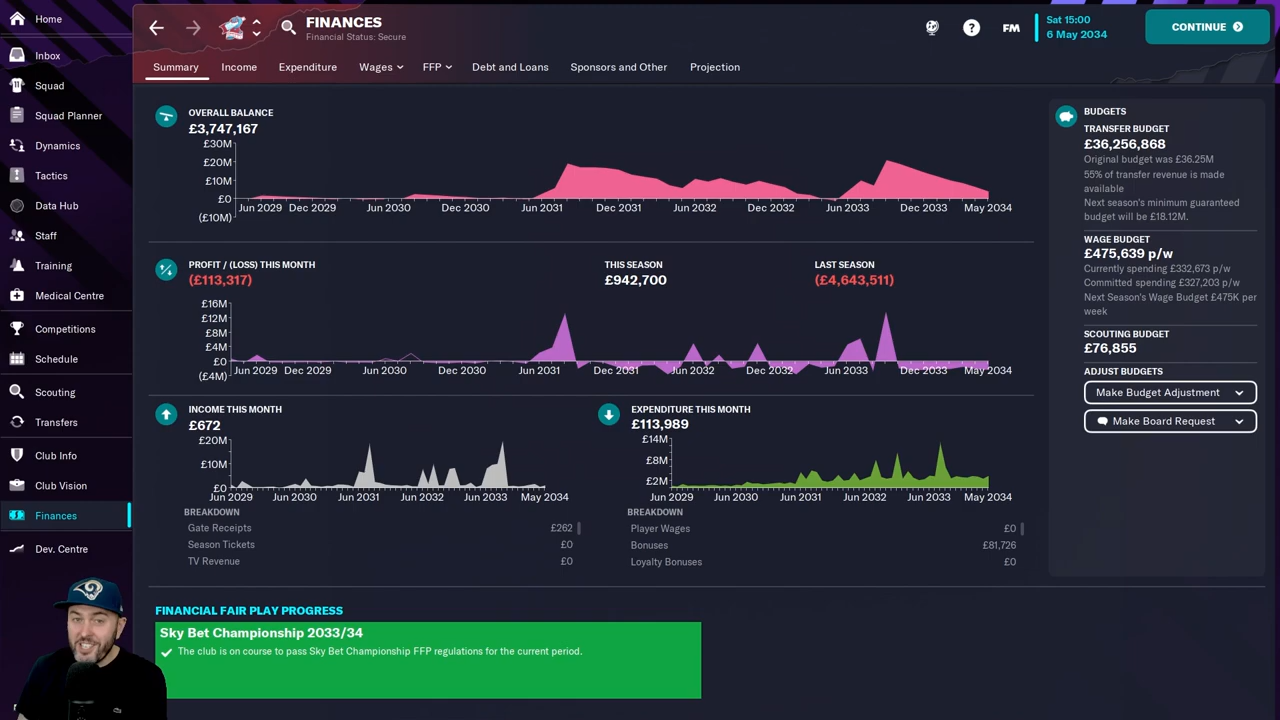 Home
Inbox
Squad
Squad Planner
Dynamics
Tactics
Data Hub
Staff
Training
Medical Centre
Competitions
Schedule
Scouting
Transfers
Club Info
Club Vision
Finances
Dev. Centre
FINANCES
Financial Status: Secure
FM
Sat 15:00
6 May 2034
CONTINUE
Summary Income Expenditure Wages FFP Debt and Loans Sponsors and Other Projection
OVERALL BALANCE
£3,747,167
£30M
£20M
£10M
£0
(£10M)
Jun 2029 Dec 2029 Jun 2030 Dec 2030 Jun 2031 Dec 2031 Jun 2032 Dec 2032 Jun 2033 Dec 2033 May 2034
PROFIT / (LOSS) THIS MONTH
(£113,317)
THIS SEASON
£942,700
LAST SEASON
(£4,643,511)
£16M
£12M
£8M
£4M
£0
(£4M)
Jun 2029 Dec 2029 Jun 2030 Dec 2030 Jun 2031 Dec 2031 Jun 2032 Dec 2032 Jun 2033 Dec 2033 May 2034
INCOME THIS MONTH
£672
£20M
£10M
£0
Jun 2029 Jun 2030 Jun 2031 Jun 2032 Jun 2033 May 2034
BREAKDOWN
Gate Receipts £262
Season Tickets £0
TV Revenue £0
EXPENDITURE THIS MONTH
£113,989
£14M
£8M
£2M
Jun 2029 Jun 2030 Jun 2031 Jun 2032 Jun 2033 May 2034
BREAKDOWN
Player Wages £0
Bonuses £81,726
Loyalty Bonuses £0
BUDGETS
TRANSFER BUDGET
£36,256,868
Original budget was £36.25M
55% of transfer revenue is made
available
Next season's minimum guaranteed
budget will be £18.12M.
WAGE BUDGET
£475,639 p/w
Currently spending £332,673 p/w
Committed spending £327,203 p/w
Next Season's Wage Budget £475K per
week
SCOUTING BUDGET
£76,855
ADJUST BUDGETS
Make Budget Adjustment
Make Board Request
FINANCIAL FAIR PLAY PROGRESS
Sky Bet Championship 2033/34
The club is on course to pass Sky Bet Championship FFP regulations for the current period.